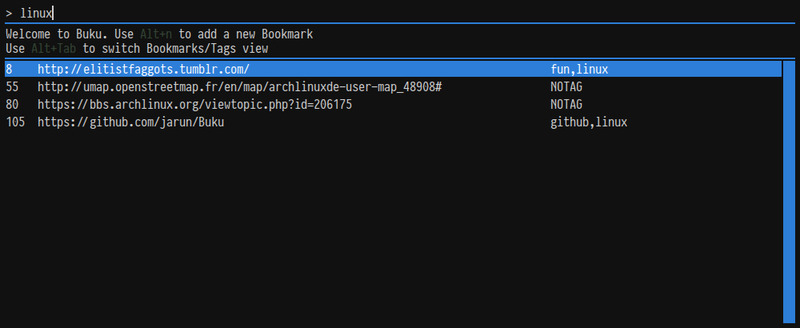 > linux
Welcome to Buku. Use Alt+n to add a new Bookmark
Use Alt+Tab to switch Bookmarks/Tags view
8 http://elitistfaggots.tumblr.com/ fun,linux
55 http://umap.openstreetmap.fr/en/map/archlinuxde-user-map_48908# NOTAG
80 https://bbs.archlinux.org/viewtopic.php?id=206175 NOTAG
105 https://github.com/jarun/Buku github,linux